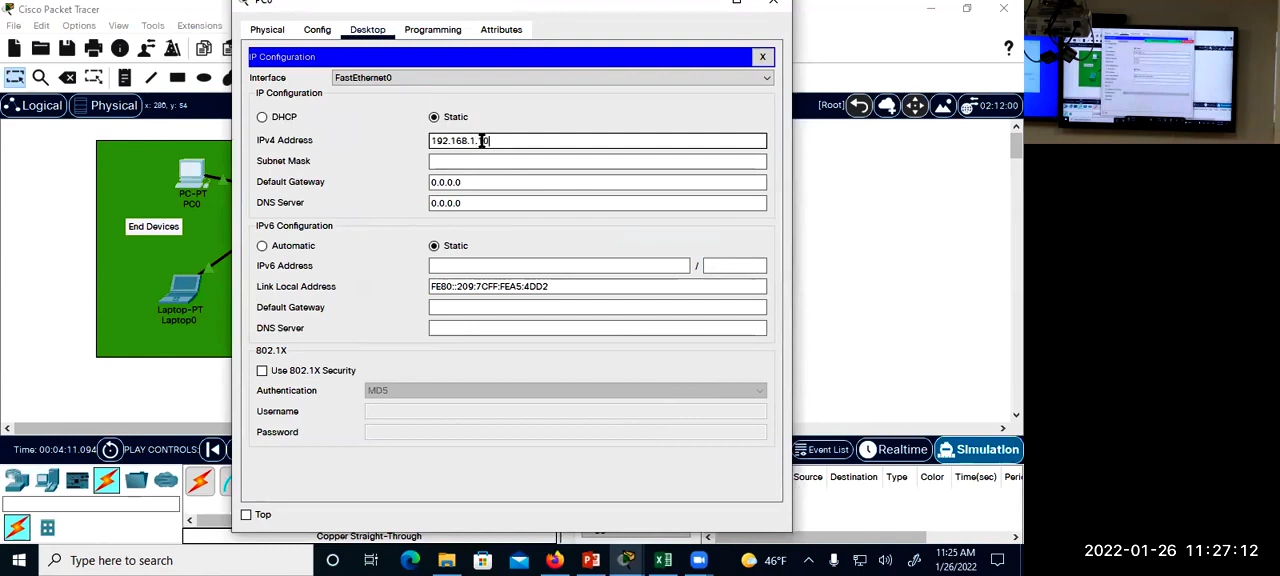 Cisco Packet Tracer
PC0
File Edit Options View Tools Extensions
Physical Config Desktop Programming Attributes
?
IP Configuration X
Interface FastEthernet0
IP Configuration
DHCP Static
IPv4 Address 192.168.1.10
Subnet Mask
Default Gateway 0.0.0.0
DNS Server 0.0.0.0
IPv6 Configuration
Automatic Static
IPv6 Address /
Link Local Address FE80::209:7CFF:FEA5:4DD2
Default Gateway
DNS Server
802.1X
Use 802.1X Security
Authentication MD5
Username
Password
Top
Logical Physical x: 280, y: 54
[Root] 02:12:00
PC-PT
PC0
End Devices
Laptop-PT
Laptop0
Time: 00:04:11.094 PLAY CONTROLS:
Event List Realtime Simulation
Source Destination Type Color Time(sec)
Copper Straight-Through
Type here to search
46°F
11:25 AM
1/26/2022
2022-01-26 11:27:12